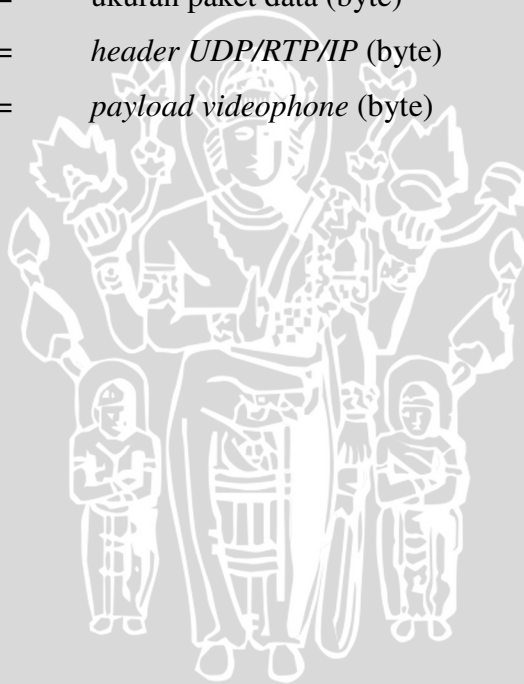 = ukuran paket data (byte)
= header UDP/RTP/IP (byte)
= payload videophone (byte)